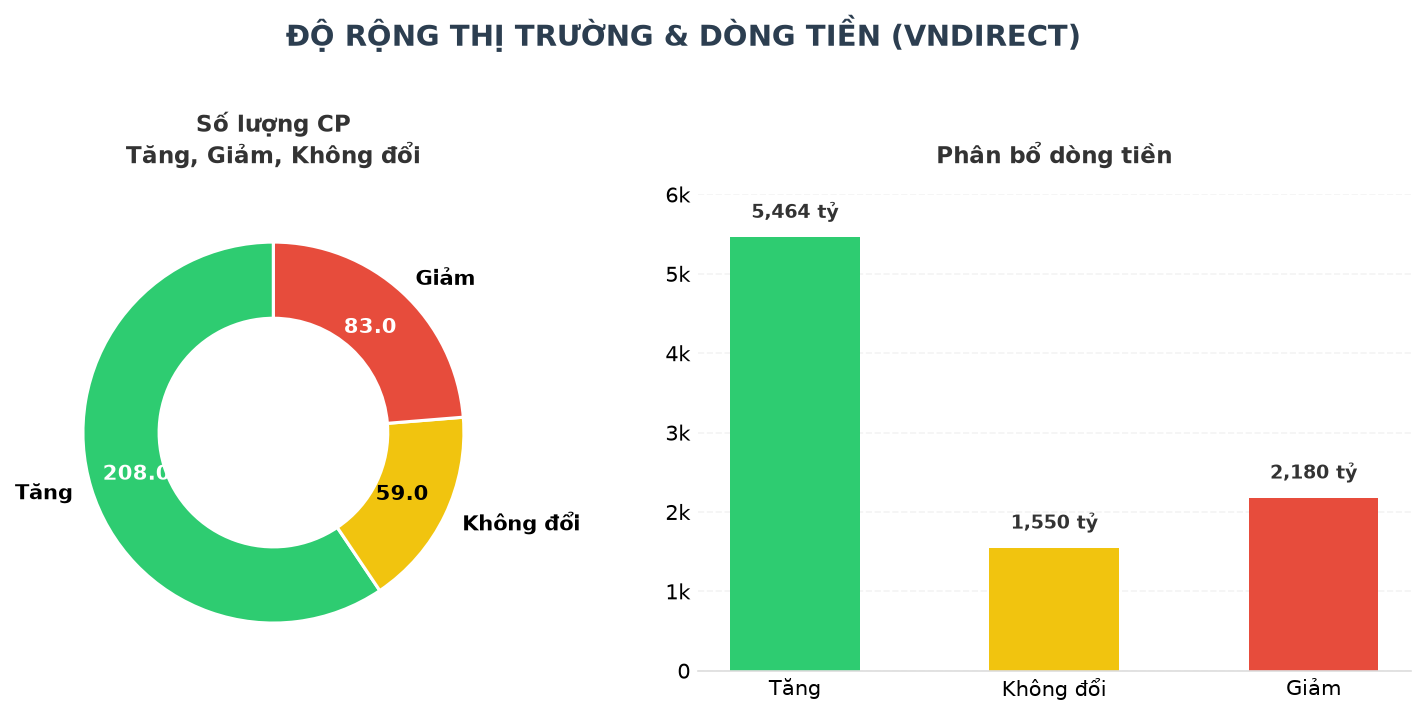 ĐỘ RỘNG THỊ TRƯỜNG & DÒNG TIỀN (VNDIRECT)
Số lượng CP
Tăng, Giảm, Không đổi
Giảm
83.0
208.0
Tăng
59.0
Không đổi
Phân bổ dòng tiền
6k
5,464 tỷ
5k
4k
3k
2,180 tỷ
2k
1,550 tỷ
1k
0
Tăng
Không đổi
Giảm